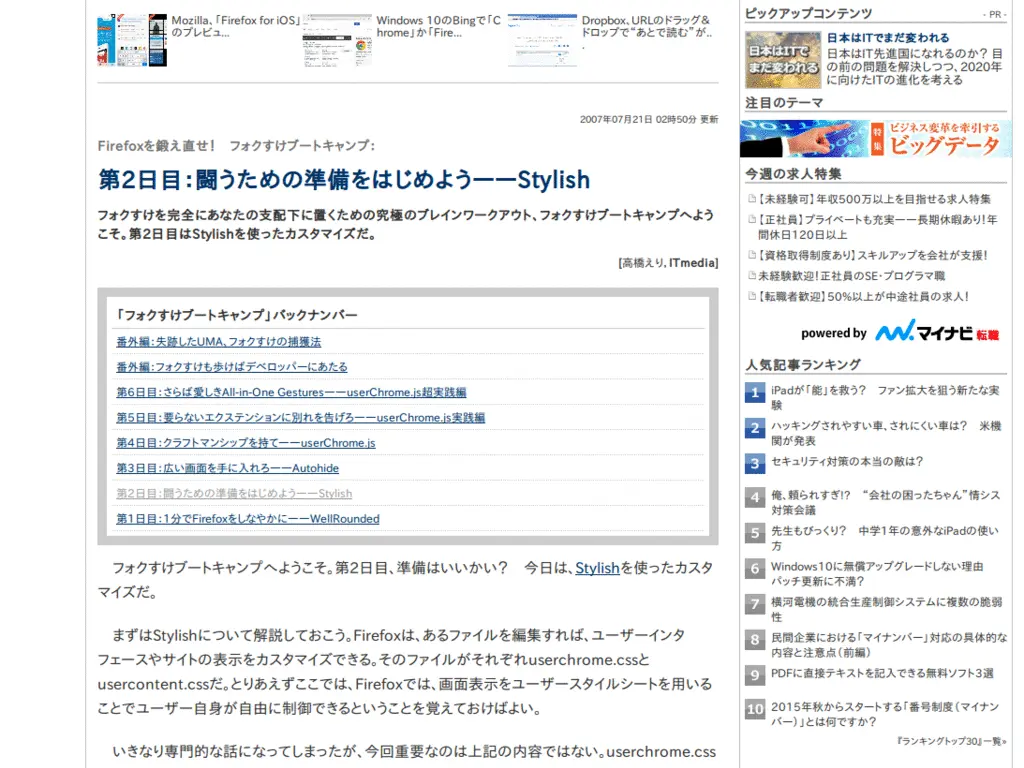 Mozilla、「Firefox for iOS」
のプレビュ...
Windows 10のBingで「C
hrome」か「Fire...
Dropbox、URLのドラッグ&
ドロップで“あとで読む”が..
.
2007年07月21日 02時50分 更新
Firefoxを鍛え直せ！　フォクすけブートキャンプ：
第2日目：闘うための準備をはじめようーーStylish
フォクすけを完全にあなたの支配下に置くための究極のブレインワークアウト、フォクすけブートキャンプへよう
こそ。第2日目はStylishを使ったカスタマイズだ。
[高橋えり，ITmedia]
「フォクすけブートキャンプ」バックナンバー
番外編：失跡したUMA、フォクすけの捕獲法
番外編：フォクすけも歩けばデベロッパーにあたる
第6日目：さらば愛しきAll-in-One GesturesーーuserChrome.js超実践編
第5日目：要らないエクステンションに別れを告げろーーuserChrome.js実践編
第4日目：クラフトマンシップを持てーーuserChrome.js
第3日目：広い画面を手に入れろーーAutohide
第2日目：闘うための準備をはじめようーーStylish
第1日目：1分でFirefoxをしなやかにーーWellRounded
フォクすけブートキャンプへようこそ。第2日目、準備はいいかい？　今日は、Stylishを使ったカスタ
マイズだ。
まずはStylishについて解説しておこう。Firefoxは、あるファイルを編集すれば、ユーザーインタ
フェースやサイトの表示をカスタマイズできる。そのファイルがそれぞれuserchrome.cssと
usercontent.cssだ。とりあえずここでは、Firefoxでは、画面表示をユーザースタイルシートを用いる
ことでユーザー自身が自由に制御できるということを覚えておけばよい。
いきなり専門的な話になってしまったが、今回重要なのは上記の内容ではない。userchrome.css
ピックアップコンテンツ
- PR -
日本はITで
まだ変われる
日本はITでまだ変われる
日本はIT先進国になれるのか？ 目
の前の問題を解決しつつ、2020年
に向けたITの進化を考える
注目のテーマ
特集
ビジネス変革を牽引する
ビッグデータ
今週の求人特集
【未経験可】年収500万以上を目指せる求人特集
【正社員】プライベートも充実ーー長期休暇あり！年
間休日120日以上
【資格取得制度あり】スキルアップを会社が支援！
未経験歓迎！正社員のSE・プログラマ職
【転職者歓迎】50%以上が中途社員の求人！
powered by マイナビ転職
人気記事ランキング
1 iPadが「能」を救う？　ファン拡大を狙う新たな実
験
2 ハッキングされやすい車、されにくい車は？　米機
関が発表
3 セキュリティ対策の本当の敵は？
4 俺、頼られすぎ!?　“会社の困ったちゃん”情シス
対策会議
5 先生もびっくり？　中学1年の意外なiPadの使い
方
6 Windows10に無償アップグレードしない理由
パッチ更新に不満？
7 横河電機の統合生産制御システムに複数の脆弱
性
8 民間企業における「マイナンバー」対応の具体的な
内容と注意点（前編）
9 PDFに直接テキストを記入できる無料ソフト3選
10 2015年秋からスタートする「番号制度（マイナン
バー）」とは何ですか？
『ランキングトップ30』一覧»